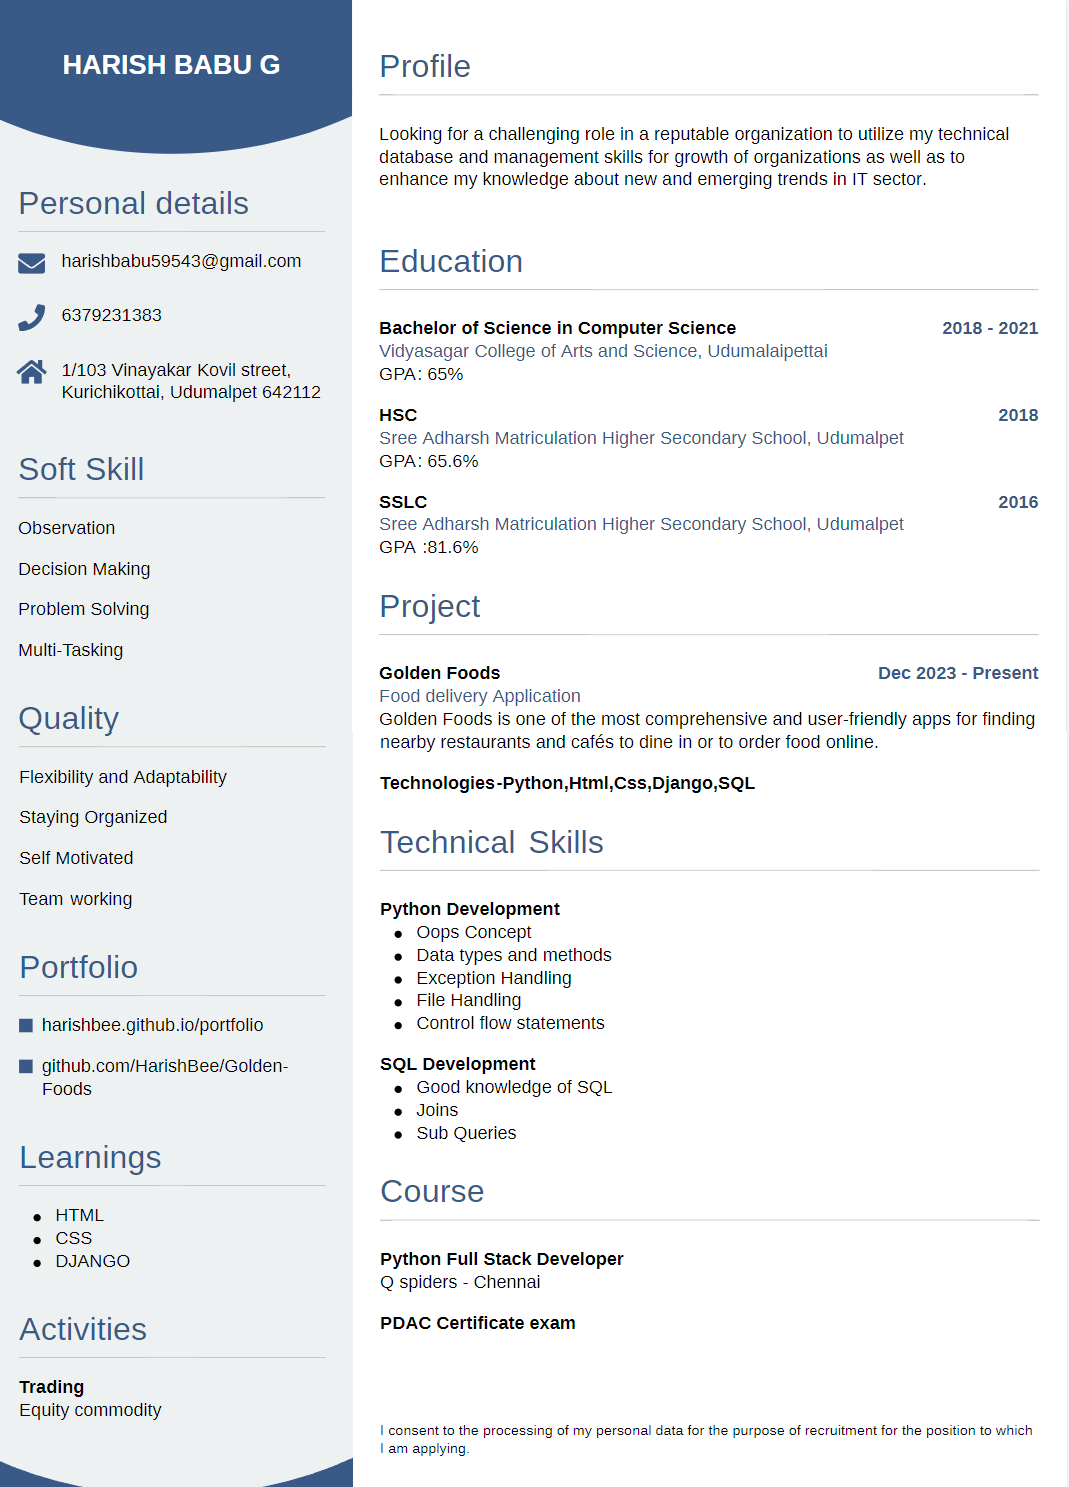 HARISH BABU G
Personal details
harishbabu59543@gmail.com
6379231383
1/103 Vinayakar Kovil street,
Kurichikottai, Udumalpet 642112
Soft Skill
Observation
Decision Making
Problem Solving
Multi-Tasking
Quality
Flexibility and Adaptability
Staying Organized
Self Motivated
Team working
Portfolio
harishbee.github.io/portfolio
github.com/HarishBee/Golden-
Foods
Learnings
HTML
CSS
DJANGO
Activities
Trading
Equity commodity
Profile
Looking for a challenging role in a reputable organization to utilize my technical
database and management skills for growth of organizations as well as to
enhance my knowledge about new and emerging trends in IT sector.
Education
Bachelor of Science in Computer Science 2018 - 2021
Vidyasagar College of Arts and Science, Udumalaipettai
GPA: 65%
HSC 2018
Sree Adharsh Matriculation Higher Secondary School, Udumalpet
GPA: 65.6%
SSLC 2016
Sree Adharsh Matriculation Higher Secondary School, Udumalpet
GPA :81.6%
Project
Golden Foods Dec 2023 - Present
Food delivery Application
Golden Foods is one of the most comprehensive and user-friendly apps for finding
nearby restaurants and cafés to dine in or to order food online.
Technologies-Python,Html,Css,Django,SQL
Technical Skills
Python Development
Oops Concept
Data types and methods
Exception Handling
File Handling
Control flow statements
SQL Development
Good knowledge of SQL
Joins
Sub Queries
Course
Python Full Stack Developer
Q spiders - Chennai
PDAC Certificate exam
I consent to the processing of my personal data for the purpose of recruitment for the position to which
I am applying.